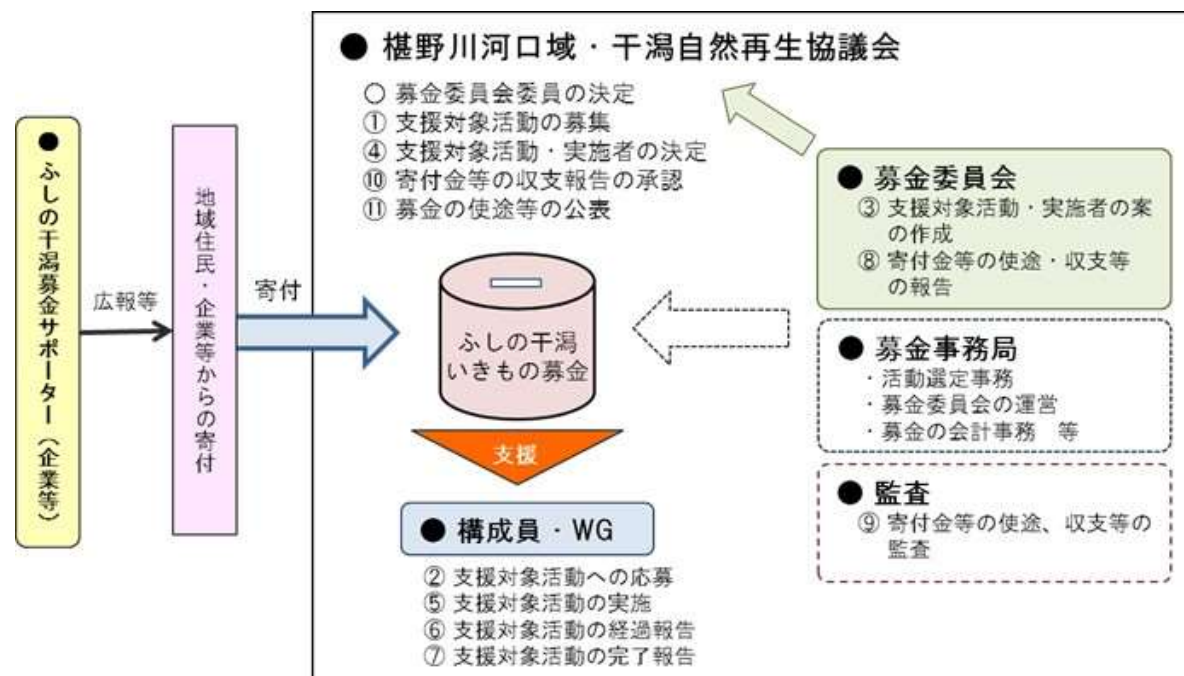 ● 椹野川河口域・干潟自然再生協議会
○ 募金委員会委員の決定
① 支援対象活動の募集
④ 支援対象活動・実施者の決定
⑩ 寄付金等の収支報告の承認
⑪ 募金の使途等の公表
● ふしの干潟募金サポーター（企業等）
広報等
地域住民・企業等からの寄付
寄付
ふしの干潟
いきもの募金
支援
● 構成員・WG
② 支援対象活動への応募
⑤ 支援対象活動の実施
⑥ 支援対象活動の経過報告
⑦ 支援対象活動の完了報告
● 募金委員会
③ 支援対象活動・実施者の案
の作成
⑧ 寄付金等の使途・収支等
の報告
● 募金事務局
・活動選定事務
・募金委員会の運営
・募金の会計事務　等
● 監査
⑨ 寄付金等の使途、収支等の
監査